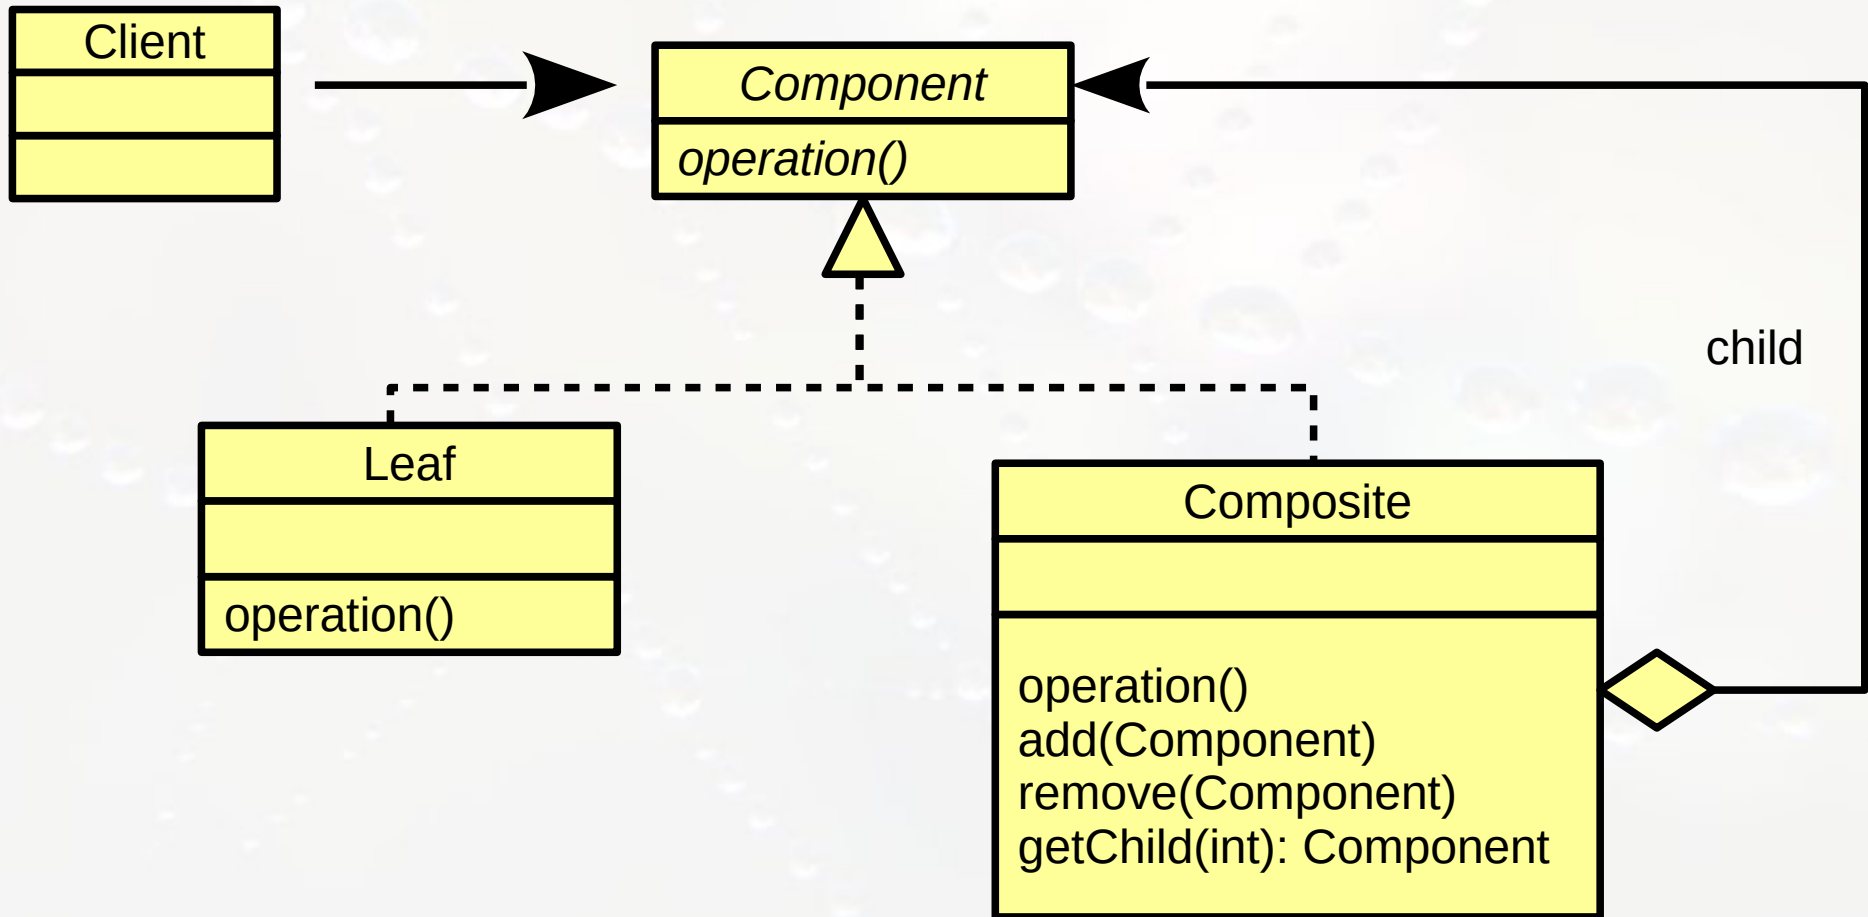 Client
Component
operation()
child
Leaf
operation()
Composite
operation()
add(Component)
remove(Component)
getChild(int): Component